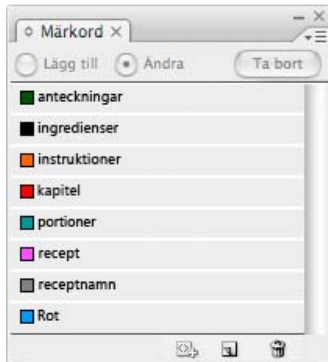 Märkord
Lägg till
Ändra
Ta bort
anteckningar
ingredienser
instruktioner
kapitel
portioner
recept
receptnamn
Rot